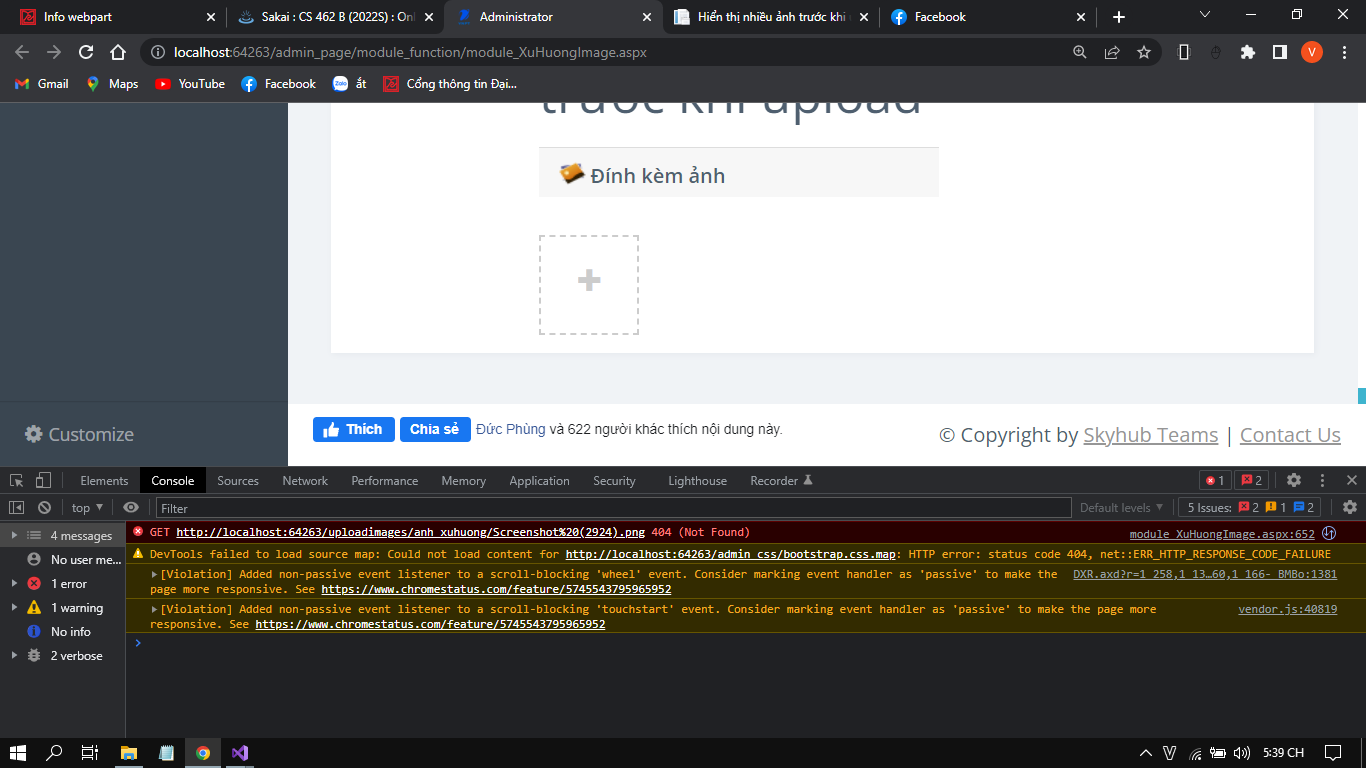 Info webpart
Sakai : CS 462 B (2022S) : Onl
Administrator
Hiển thị nhiều ảnh trước khi
Facebook
localhost:64263/admin_page/module_function/module_XuHuongImage.aspx
V
Gmail
Maps
YouTube
Facebook
Zalo
ắt
Cổng thông tin Đại...
trước khi upload
Đính kèm ảnh
Customize
Thích
Chia sẻ
Đức Phùng và 622 người khác thích nội dung này.
© Copyright by Skyhub Teams | Contact Us
Elements
Console
Sources
Network
Performance
Memory
Application
Security
Lighthouse
Recorder
1
2
top
Filter
Default levels
5 Issues: 2 1 2
4 messages
No user me...
1 error
1 warning
No info
2 verbose
GET http://localhost:64263/uploadimages/anh_xuhuong/Screenshot%20(2924).png 404 (Not Found)
module_XuHuongImage.aspx:652
DevTools failed to load source map: Could not load content for http://localhost:64263/admin_css/bootstrap.css.map: HTTP error: status code 404, net::ERR_HTTP_RESPONSE_CODE_FAILURE
[Violation] Added non-passive event listener to a scroll-blocking 'wheel' event. Consider marking event handler as 'passive' to make the
DXR.axd?r=1_258,1_13…60,1_166-_BMBo:1381
page more responsive. See https://www.chromestatus.com/feature/5745543795965952
[Violation] Added non-passive event listener to a scroll-blocking 'touchstart' event. Consider marking event handler as 'passive' to make the page more
vendor.js:40819
responsive. See https://www.chromestatus.com/feature/5745543795965952
5:39 CH